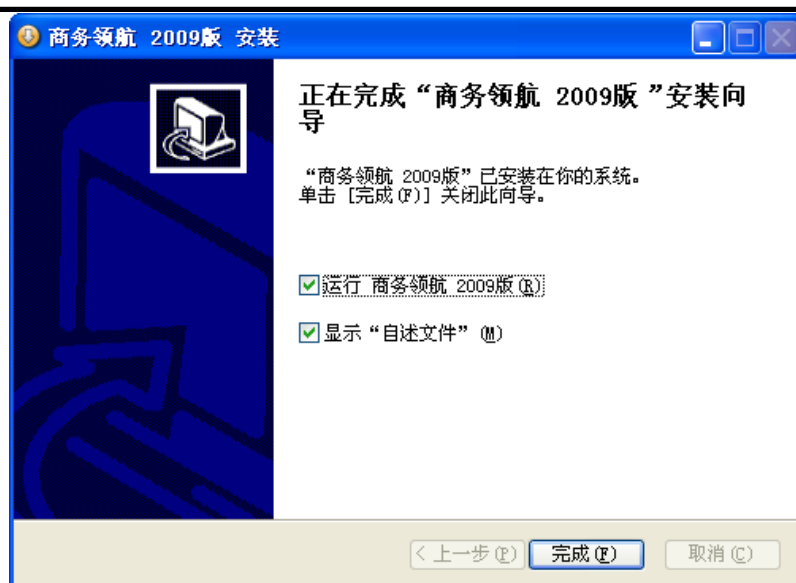 商务领航 2009版 安装
正在完成“商务领航 2009版 ”安装向
导
“商务领航 2009版”已安装在你的系统。
单击 [完成(F)] 关闭此向导。
运行 商务领航 2009版(R)
显示“自述文件” (M)
< 上一步(P) 完成(F) 取消(C)